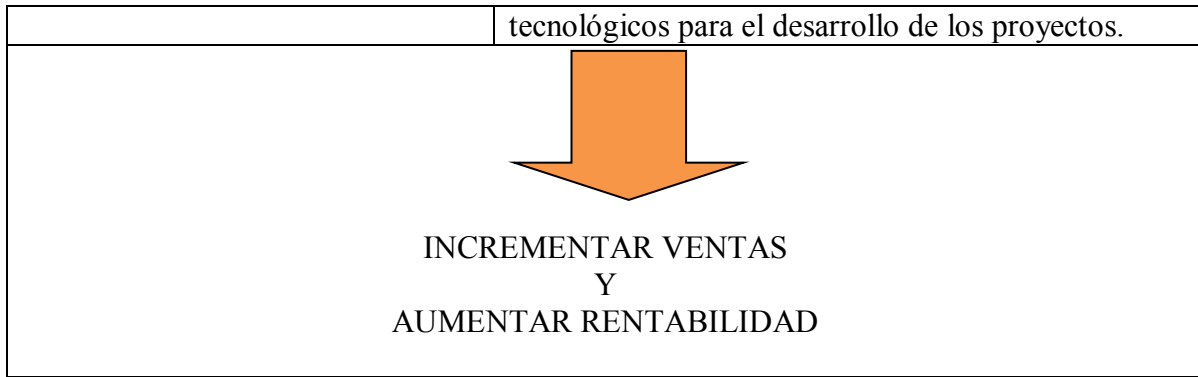 tecnológicos para el desarrollo de los proyectos.
INCREMENTAR VENTAS
Y
AUMENTAR RENTABILIDAD